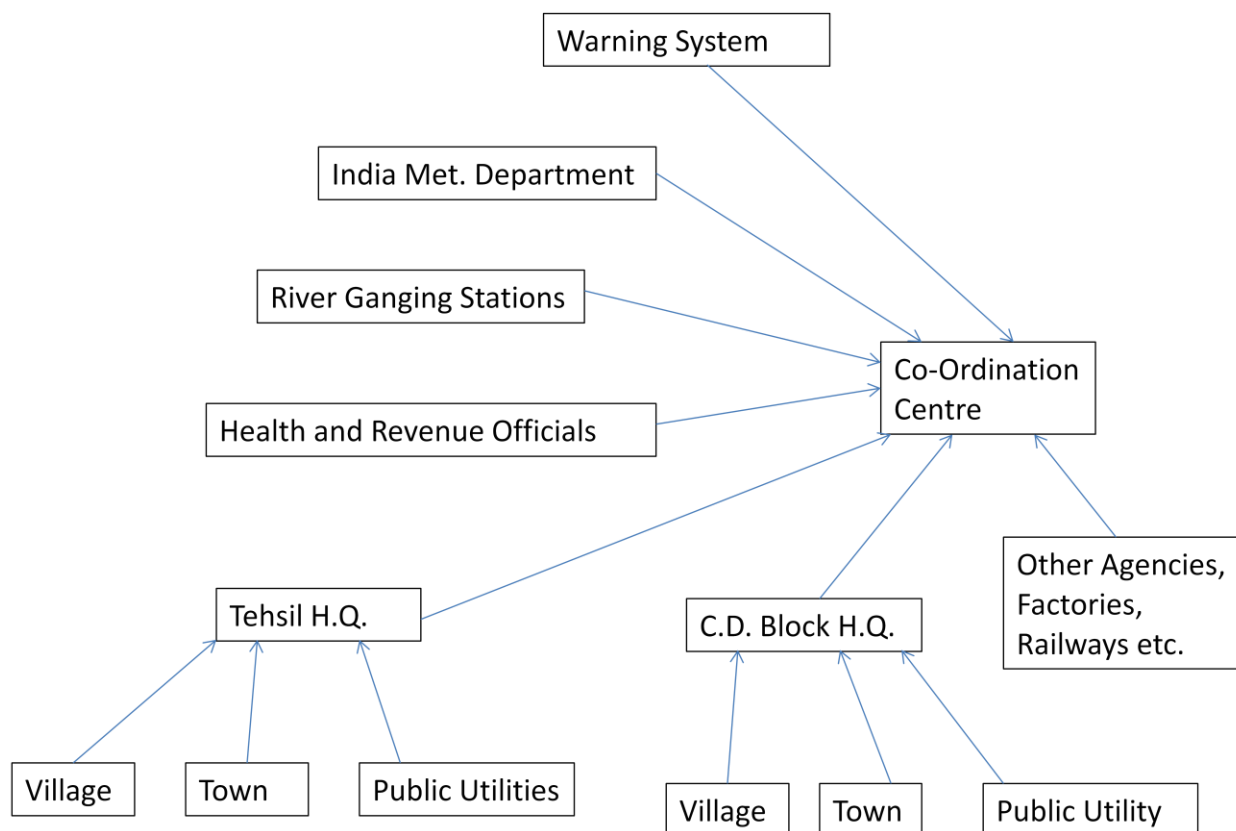 Warning System
India Met. Department
River Ganging Stations
Co-Ordination
Centre
Health and Revenue Officials
Other Agencies,
Factories,
Railways etc.
Tehsil H.Q.
C.D. Block H.Q.
Village
Town
Public Utilities
Village
Town
Public Utility